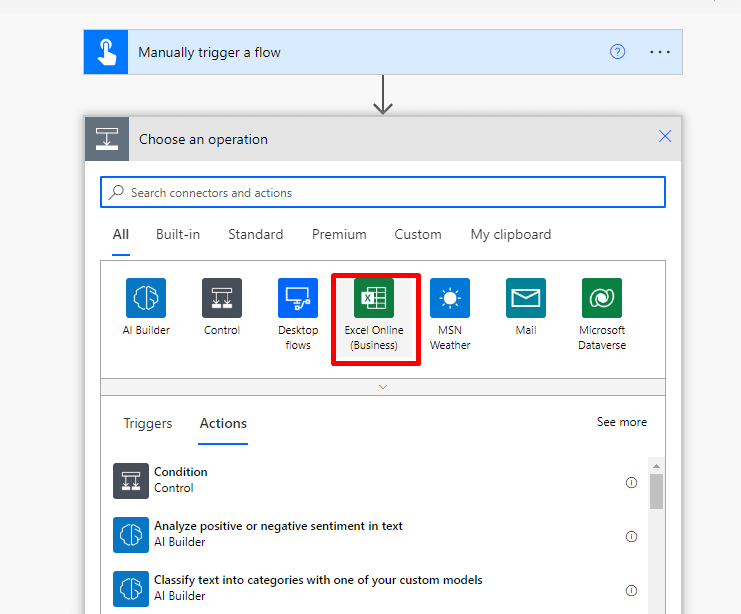 Manually trigger a flow
Choose an operation
Search connectors and actions
All Built-in Standard Premium Custom My clipboard
AI Builder
Control
Desktop
flows
Excel Online
(Business)
MSN
Weather
Mail
Microsoft
Dataverse
Triggers Actions See more
Condition
Control
Analyze positive or negative sentiment in text
AI Builder
Classify text into categories with one of your custom models
AI Builder